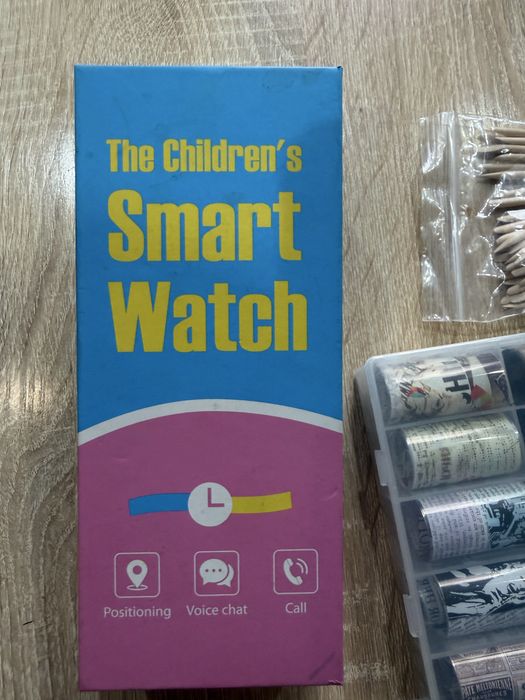 The Children's
Smart
Watch
L
Positioning Voice chat Call